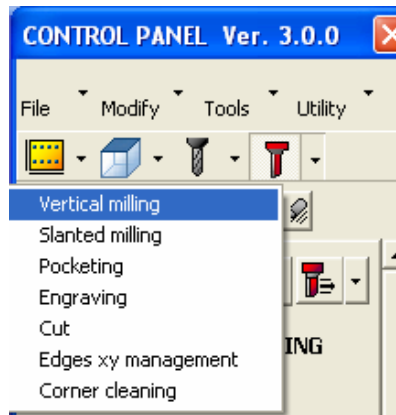 CONTROL PANEL Ver. 3.0.0
File Modify Tools Utility
Vertical milling
Slanted milling
Pocketing
Engraving
Cut
ING
Edges xy management
Corner cleaning